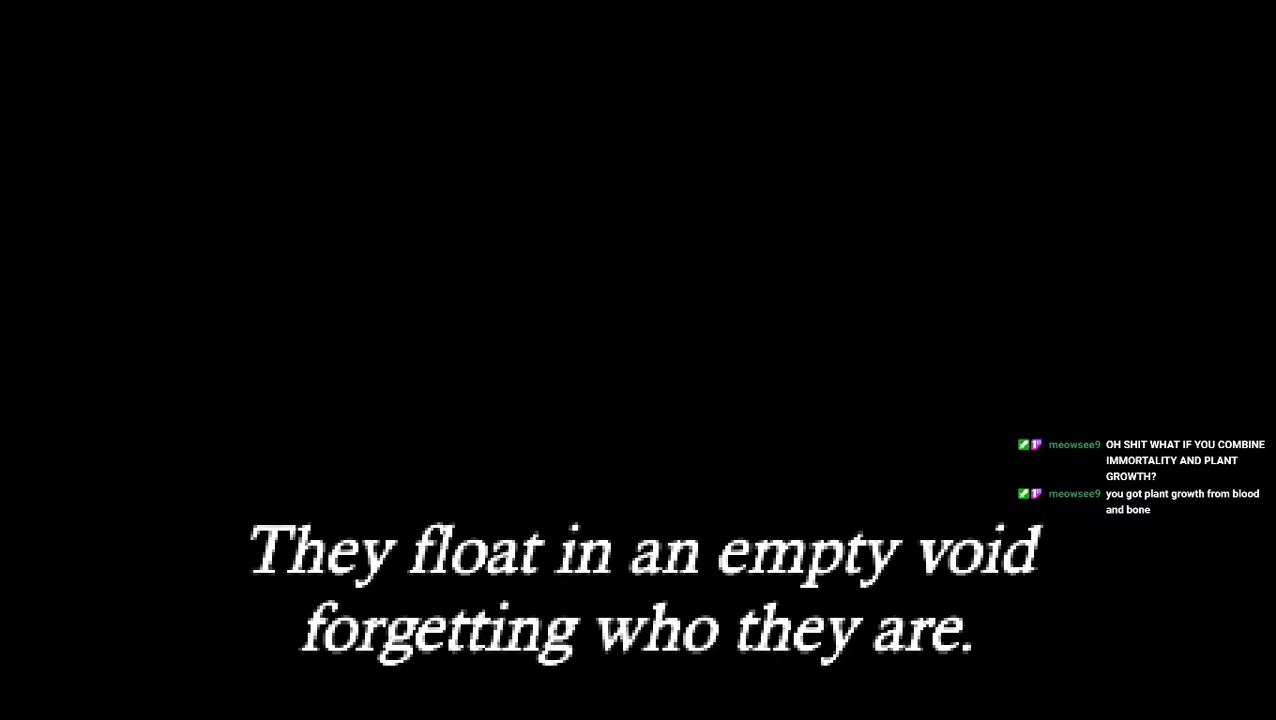 meowsee9 OH SHIT WHAT IF YOU COMBINE
IMMORTALITY AND PLANT
GROWTH?
meowsee9 you got plant growth from blood
and bone
They float in an empty void
forgetting who they are.